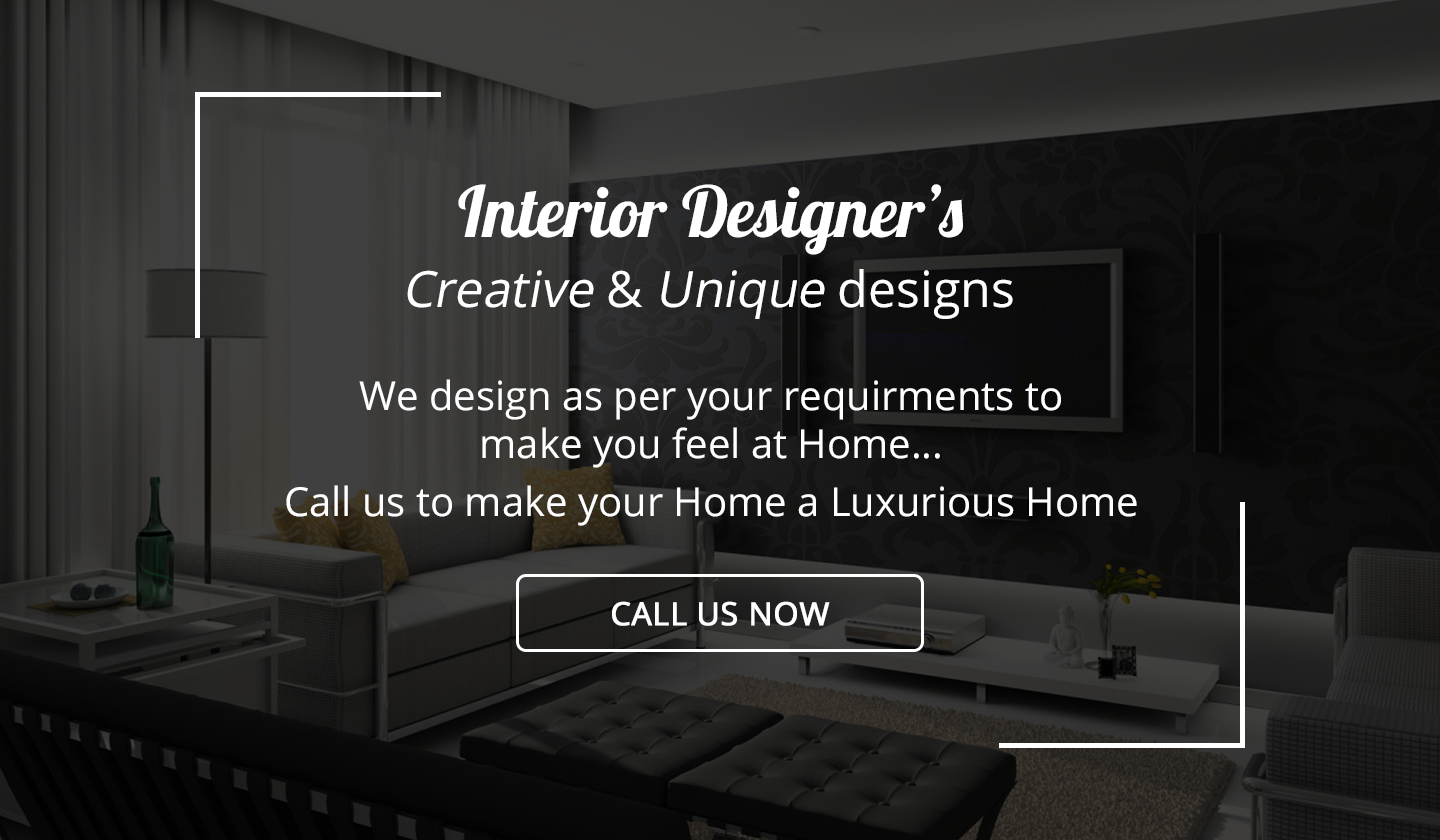 Interior Designer’s
Creative & Unique designs
We design as per your requirments to
make you feel at Home...
Call us to make your Home a Luxurious Home
CALL US NOW